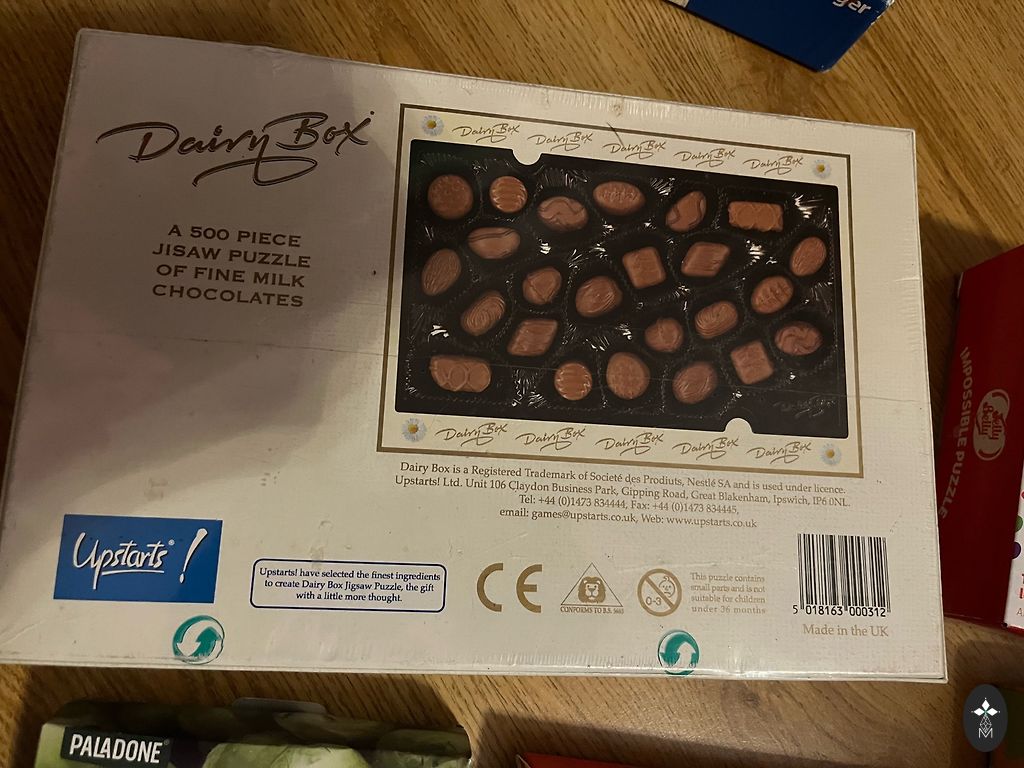 ger
Dairy Box
A 500 PIECE
JISAW PUZZLE
OF FINE MILK
CHOCOLATES
Dairy Box Dairy Box Dairy Box Dairy Box Dairy Box
Dairy Box Dairy Box Dairy Box Dairy Box Dairy Box
Dairy Box is a Registered Trademark of Societé des Prodiuts, Nestlé SA and is used under licence.
Upstarts! Ltd. Unit 106 Claydon Business Park, Gipping Road, Great Blakenham, Ipswich, IP6 0NL.
Tel: +44 (0)1473 834444, Fax: +44 (0)1473 834445,
email: games@upstarts.co.uk, Web: www.upstarts.co.uk
Upstarts® !
Upstarts! have selected the finest ingredients
to create Dairy Box Jigsaw Puzzle, the gift
with a little more thought.
CE
CONFORMS TO B.S. 5665
0-3
This puzzle contains
small parts and is not
suitable for children
under 36 months
5 018163 000312
Made in the UK
Jelly Belly
IMPOSSIBLE PUZZLE
PALADONE